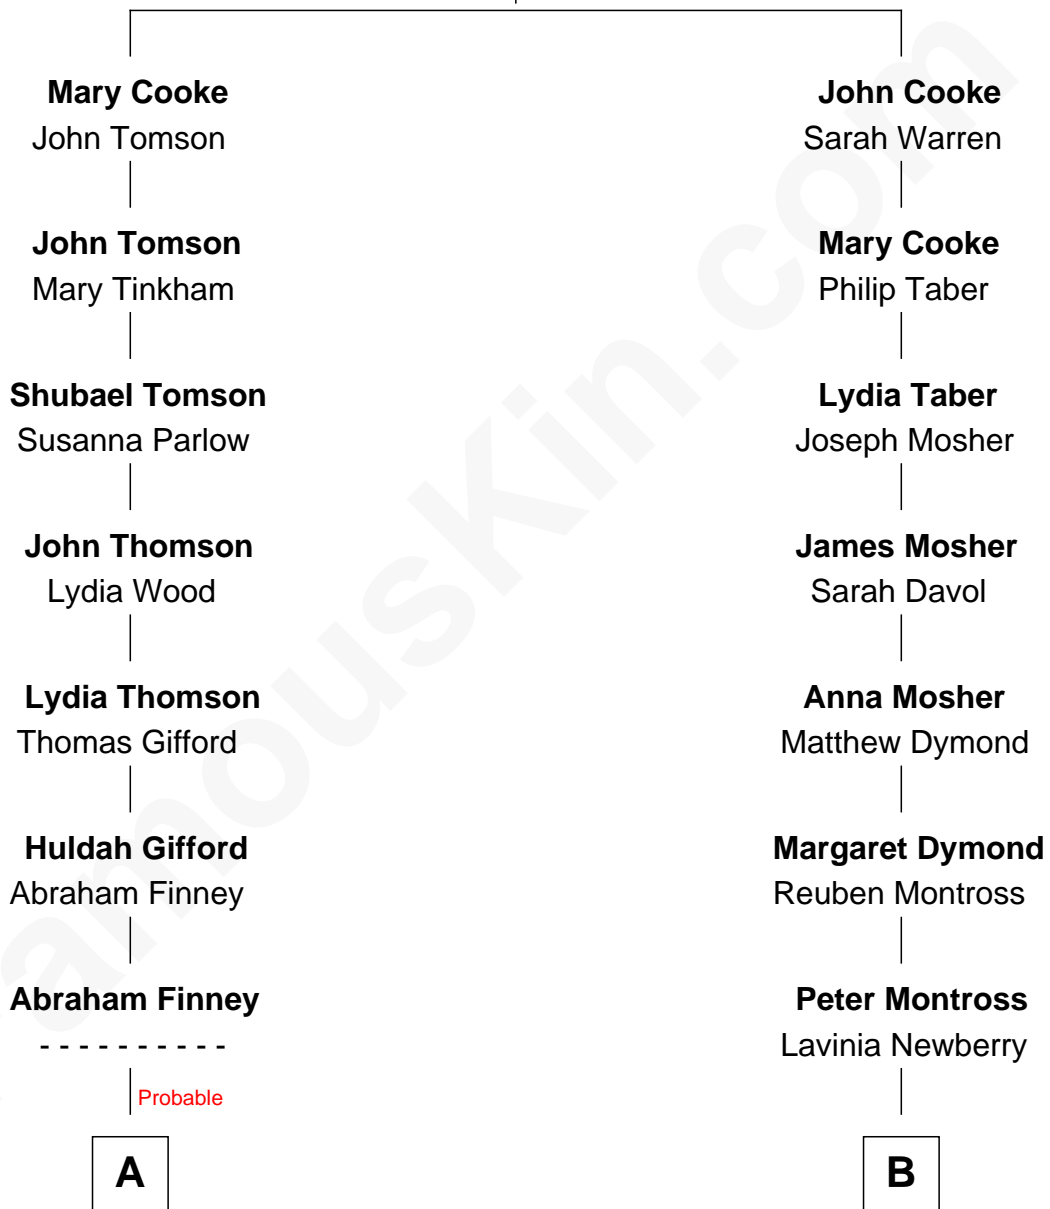 Mary Cooke
John Tomson
John Tomson
Mary Tinkham
Shubael Tomson
Susanna Parlow
John Thomson
Lydia Wood
Lydia Thomson
Thomas Gifford
Huldah Gifford
Abraham Finney
Abraham Finney
- - - - - - - - - -
Probable
A
John Cooke
Sarah Warren
Mary Cooke
Philip Taber
Lydia Taber
Joseph Mosher
James Mosher
Sarah Davol
Anna Mosher
Matthew Dymond
Margaret Dymond
Reuben Montross
Peter Montross
Lavinia Newberry
B
amouskin.com